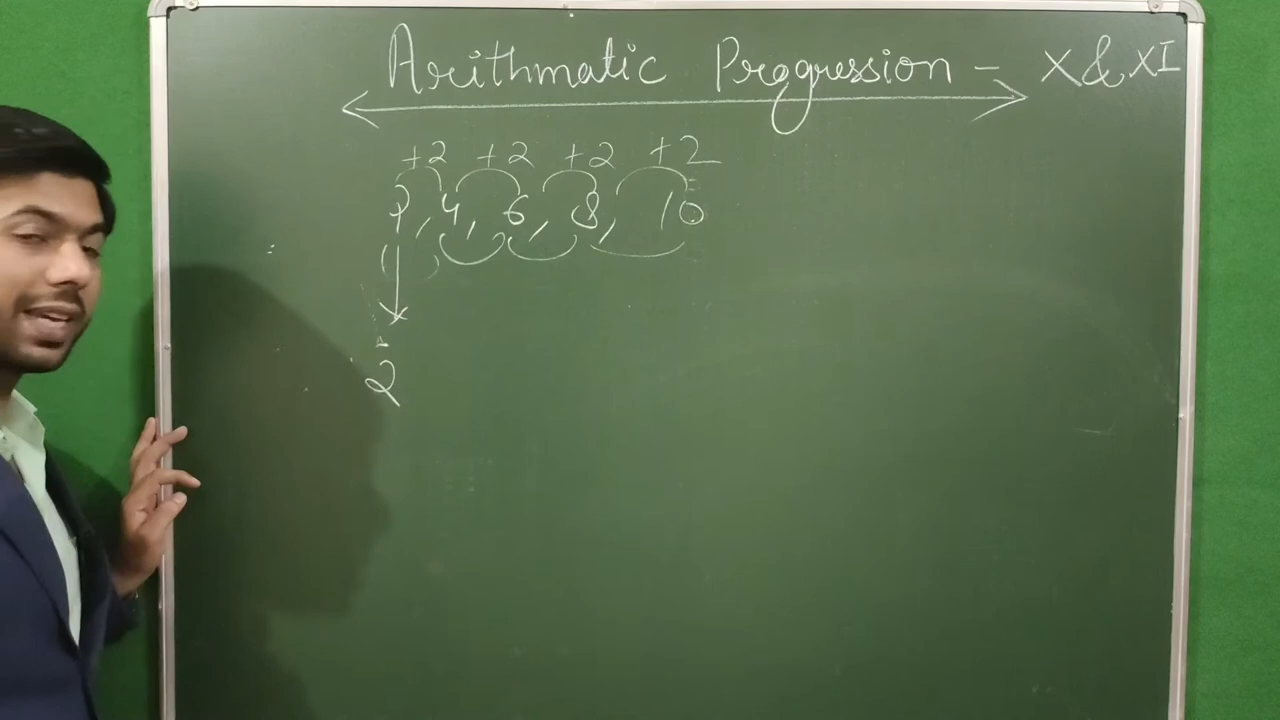 Arithmatic Progression - X & XI
+2 +2 +2 +2
2, 4, 6, 8, 10
2